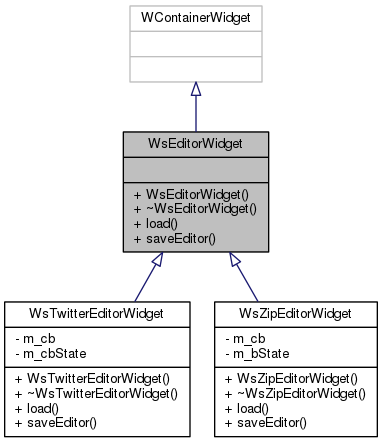 WContainerWidget
WsEditorWidget
+ WsEditorWidget()
+ ~WsEditorWidget()
+ load()
+ saveEditor()
WsTwitterEditorWidget
- m_cb
- m_cbState
+ WsTwitterEditorWidget()
+ ~WsTwitterEditorWidget()
+ load()
+ saveEditor()
WsZipEditorWidget
- m_cb
- m_bState
+ WsZipEditorWidget()
+ ~WsZipEditorWidget()
+ load()
+ saveEditor()